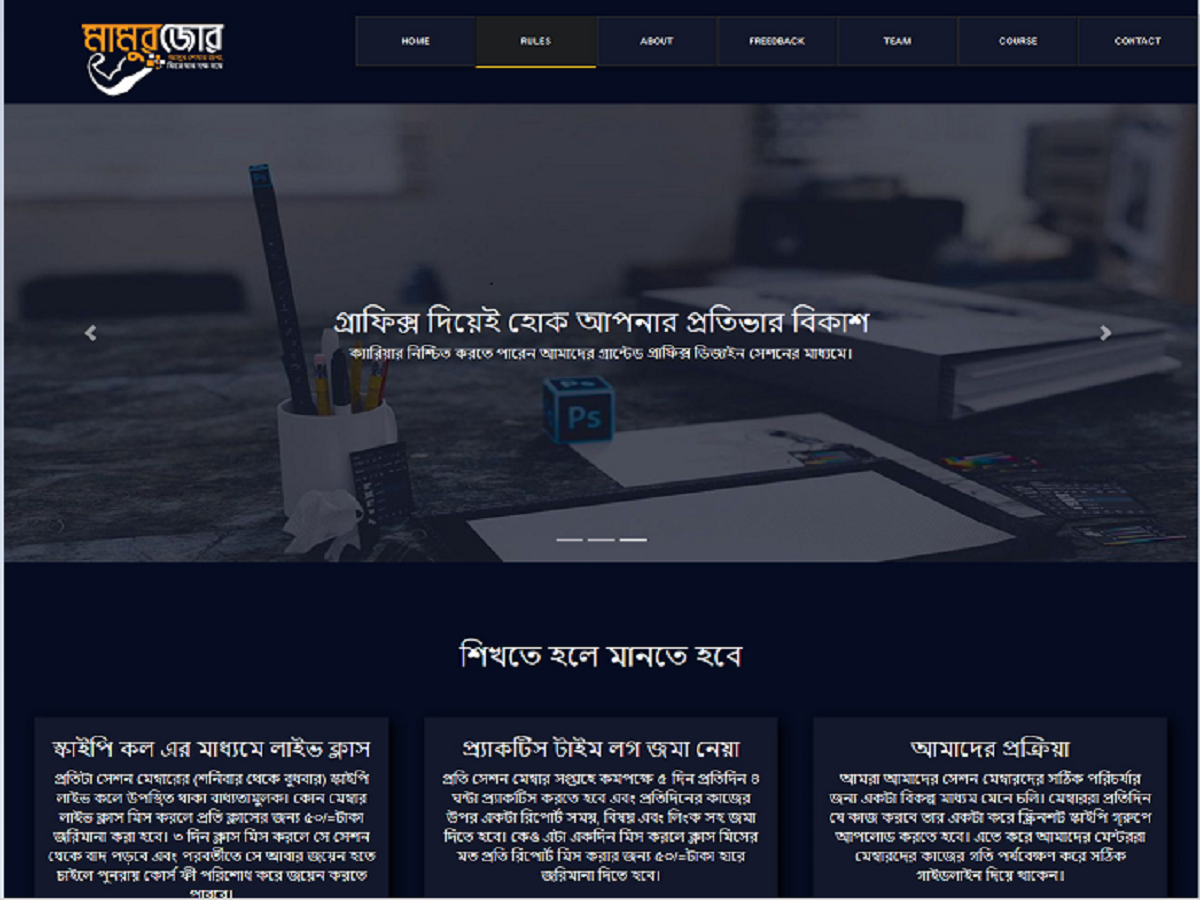 মামুর জোর
HOME
RULES
ABOUT
FREEDBACK
TEAM
COURSE
CONTACT
Ps
গ্রাফিক্স দিয়েই হোক আপনার প্রতিভার বিকাশ
ক্যারিয়ার নিশ্চিত করতে পারেন আমাদের গ্রান্টেড গ্রাফিক্স ডিজাইন সেশনের মাধ্যমে।
Ps
Ps
শিখতে হলে মানতে হবে
স্কাইপি কল এর মাধ্যমে লাইভ ক্লাস
প্রতিটা সেশন মেম্বারের (শনিবার থেকে বুধবার) স্কাইপি
লাইভ কলে উপস্থিত থাকা বাধ্যতামুলক। কোন মেম্বার
লাইভ ক্লাস মিস করলে প্রতি ক্লাসের জন্য ৫০/=টাকা
জরিমানা করা হবে। ৩ দিন ক্লাস মিস করলে সে সেশন
থেকে বাদ পড়বে এবং পরবর্তীতে সে আবার জয়েন হতে
চাইলে পুনরায় কোর্স ফী পরিশোধ করে জয়েন করতে
পারবে।
প্র্যাকটিস টাইম লগ জমা নেয়া
প্রতি সেশন মেম্বার সপ্তাহে কমপক্ষে ৫ দিন প্রতিদিন ৪
ঘন্টা প্র্যাকটিস করতে হবে এবং প্রতিদিনের কাজের
উপর একটা রিপোর্ট সময়, বিষয় এবং লিংক সহ জমা
দিতে হবে। কেও এটা একদিন মিস করলে ক্লাস মিসের
মত প্রতি রিপোর্ট মিস করার জন্য ৫০/=টাকা হারে
জরিমানা দিতে হবে।
আমাদের প্রক্রিয়া
আমরা আমাদের সেশন মেম্বারদের সঠিক পরিচর্যার
জন্য একটা বিকল্প মাধ্যম মেনে চলি। মেম্বাররা প্রতিদিন
যে কাজ করবে তার একটা করে স্ক্রিনশট স্কাইপি গ্রূপে
আপলোড করতে হবে। এতে করে আমাদের মেন্টররা
মেম্বারদের কাজের গতি পর্যবেক্ষণ করে সঠিক
গাইডলাইন দিয়ে থাকেন।